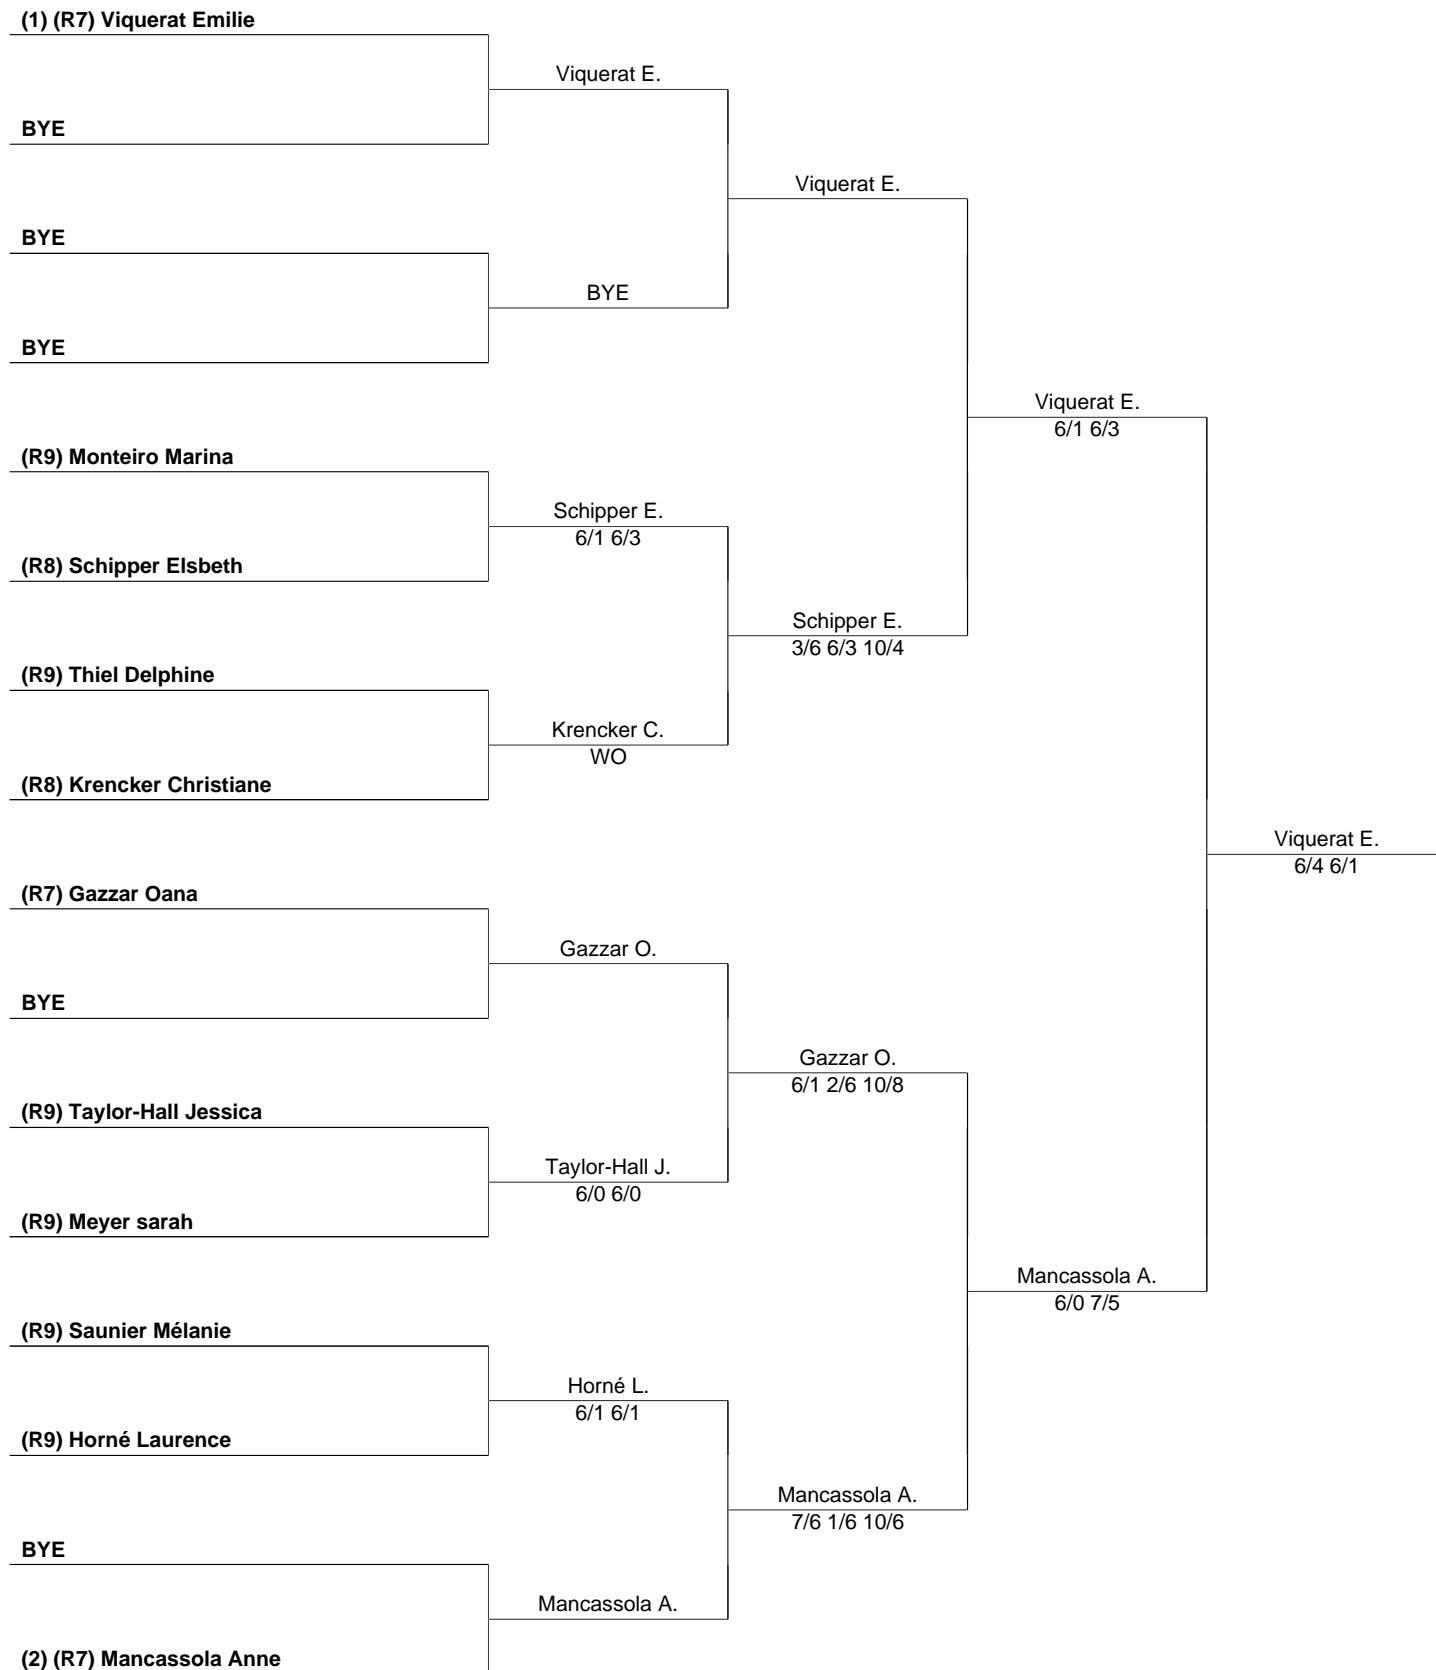 (1) (R7) Viquerat Emilie
Viquerat E.
BYE
Viquerat E.
BYE
BYE
BYE
Viquerat E.
6/1 6/3
(R9) Monteiro Marina
Schipper E.
6/1 6/3
(R8) Schipper Elsbeth
Schipper E.
3/6 6/3 10/4
(R9) Thiel Delphine
Krencker C.
WO
(R8) Krencker Christiane
Viquerat E.
6/4 6/1
(R7) Gazzar Oana
Gazzar O.
BYE
Gazzar O.
6/1 2/6 10/8
(R9) Taylor-Hall Jessica
Taylor-Hall J.
6/0 6/0
(R9) Meyer sarah
Mancassola A.
6/0 7/5
(R9) Saunier Mélanie
Horné L.
6/1 6/1
(R9) Horné Laurence
Mancassola A.
7/6 1/6 10/6
BYE
Mancassola A.
(2) (R7) Mancassola Anne